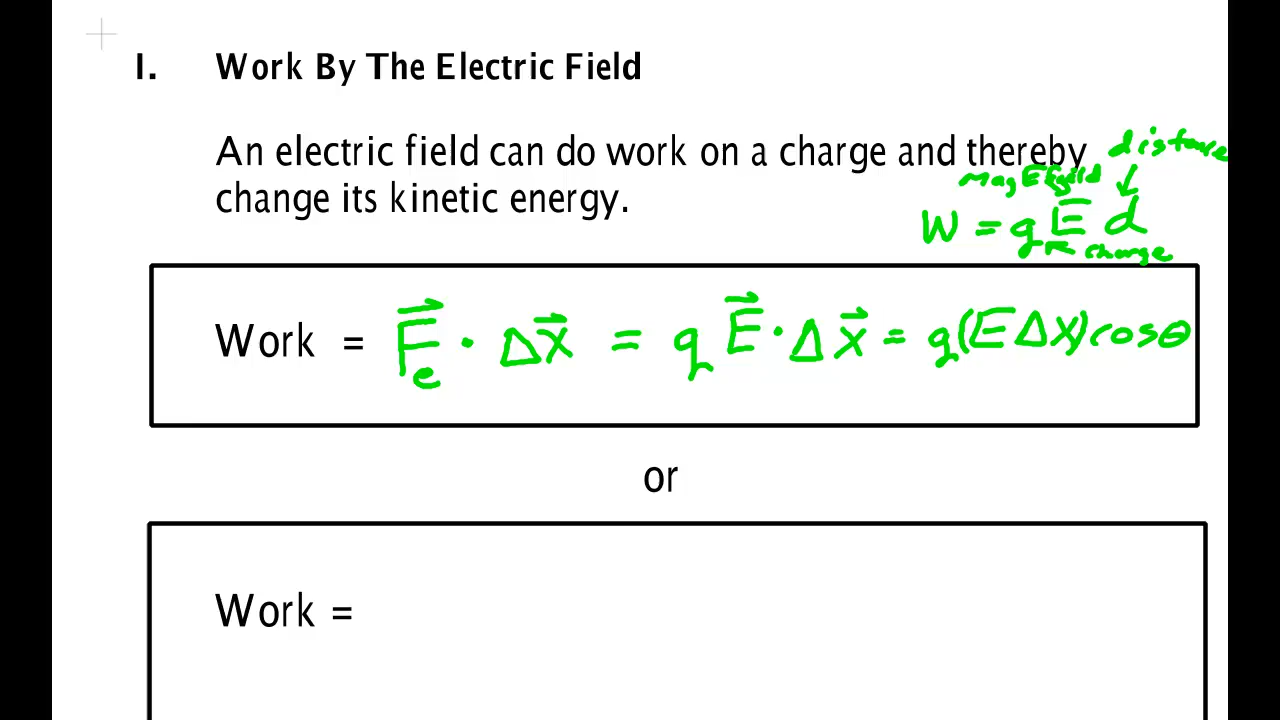 I. Work By The Electric Field
An electric field can do work on a charge and thereby
change its kinetic energy.
distance
Mag E field ↓
W = q E d
↖ charge
Work = F⃗e · Δx⃗ = q E⃗ · Δx⃗ = q(E Δx) cosθ
or
Work =